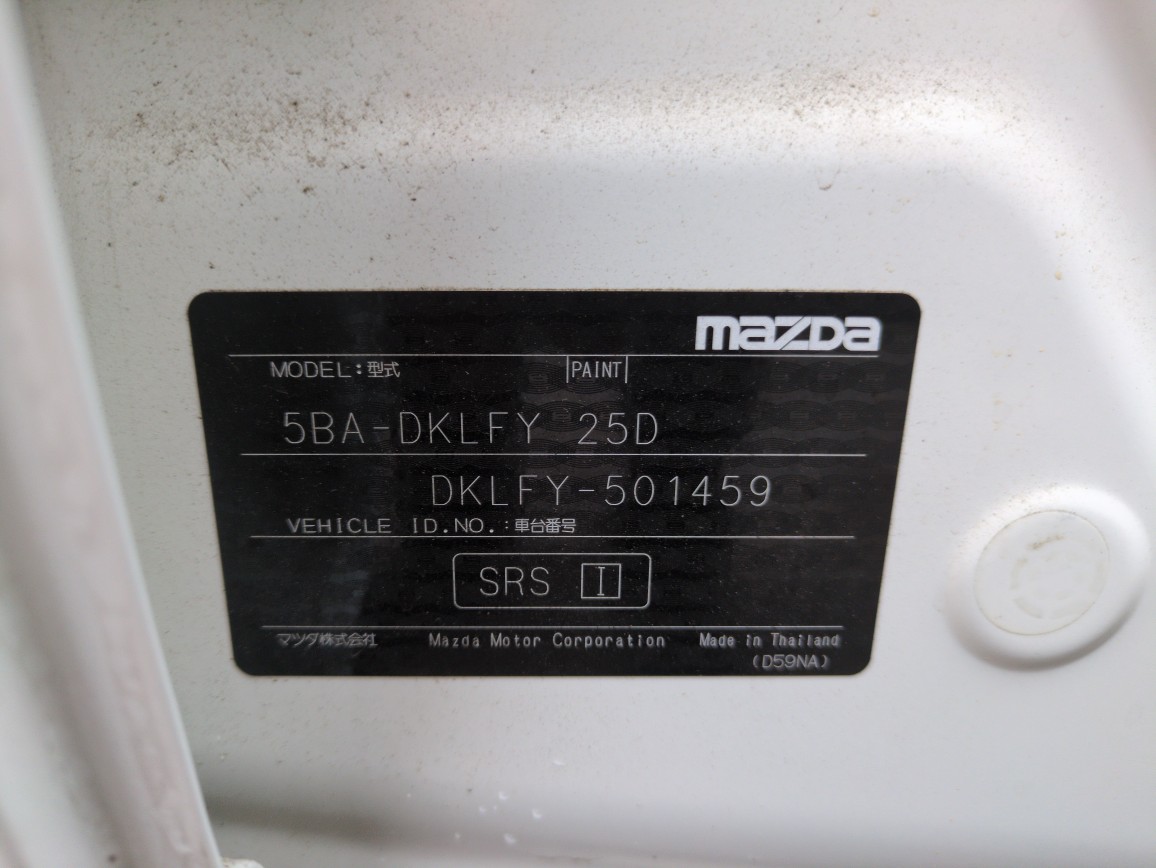 mazda
MODEL:型式 PAINT
5BA-DKLFY 25D
DKLFY-501459
VEHICLE ID.NO.:車台番号
SRS I
マツダ株式会社 Mazda Motor Corporation Made in Thailand
(D59NA)